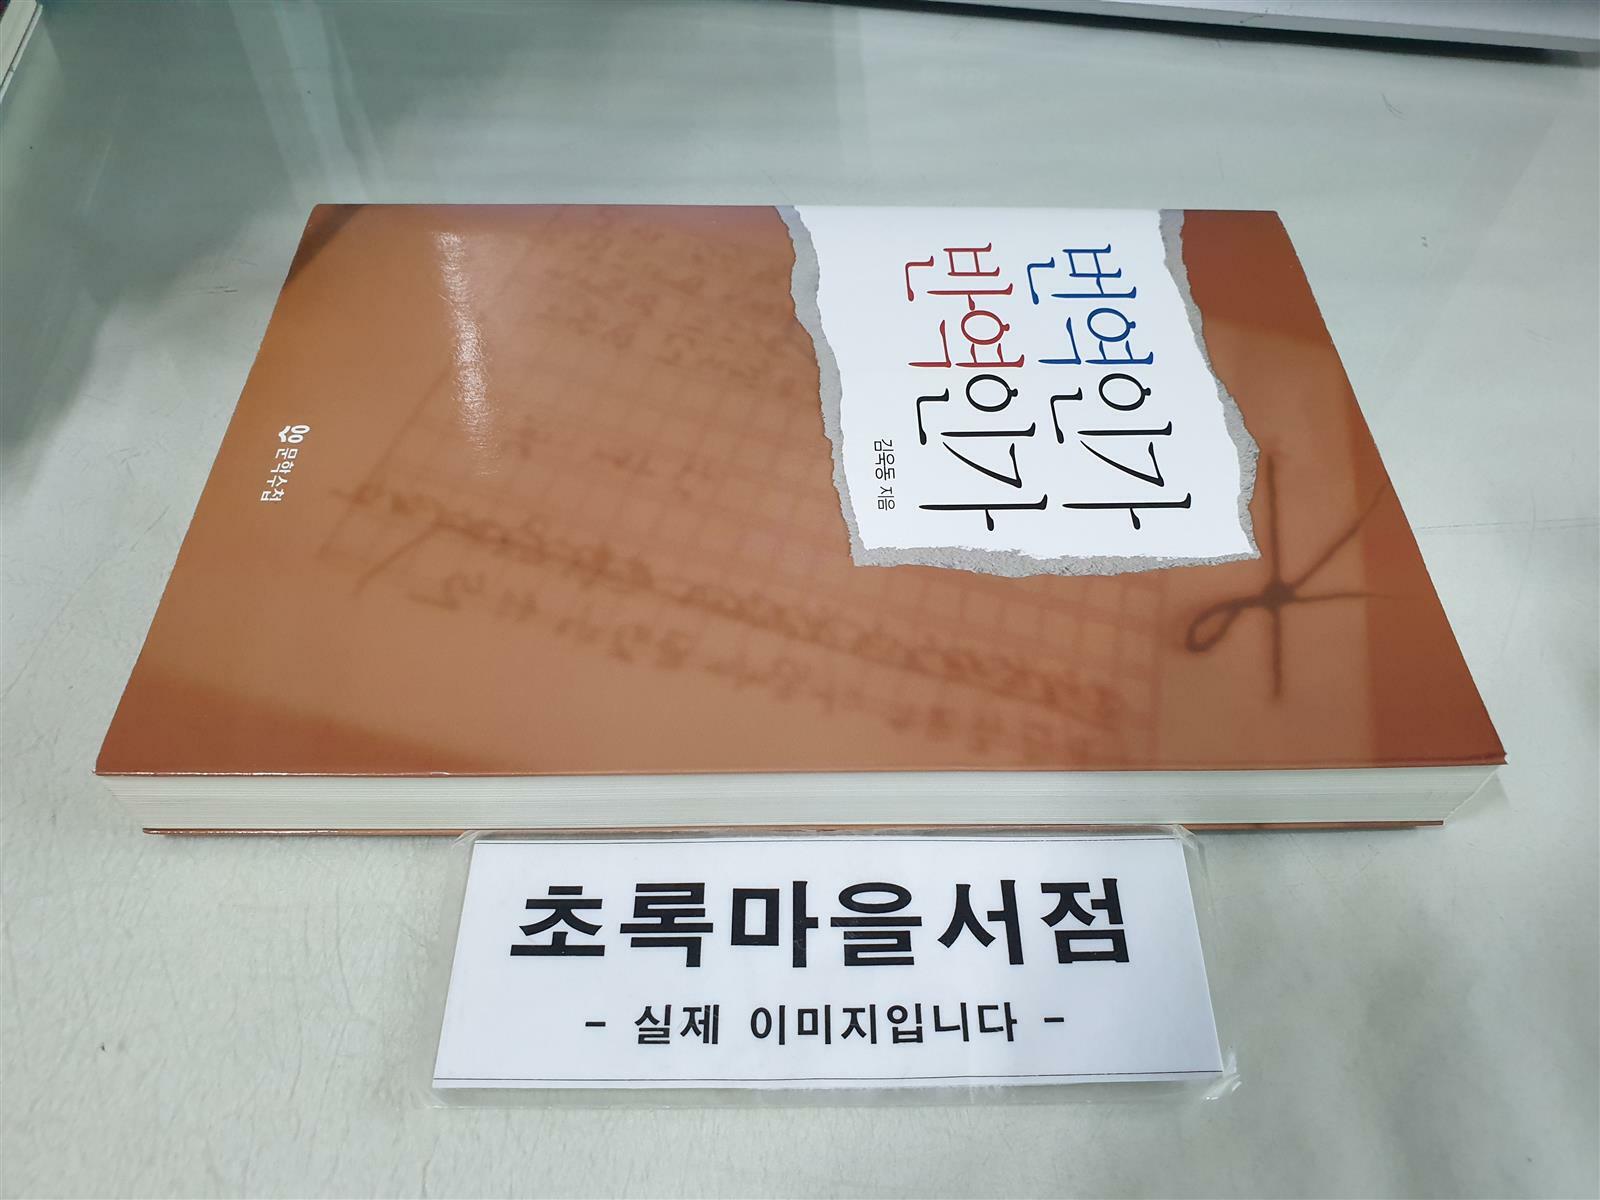 번역인가
반역인가
김욱동 지음
문학수첩
초록마을서점
- 실제 이미지입니다 -